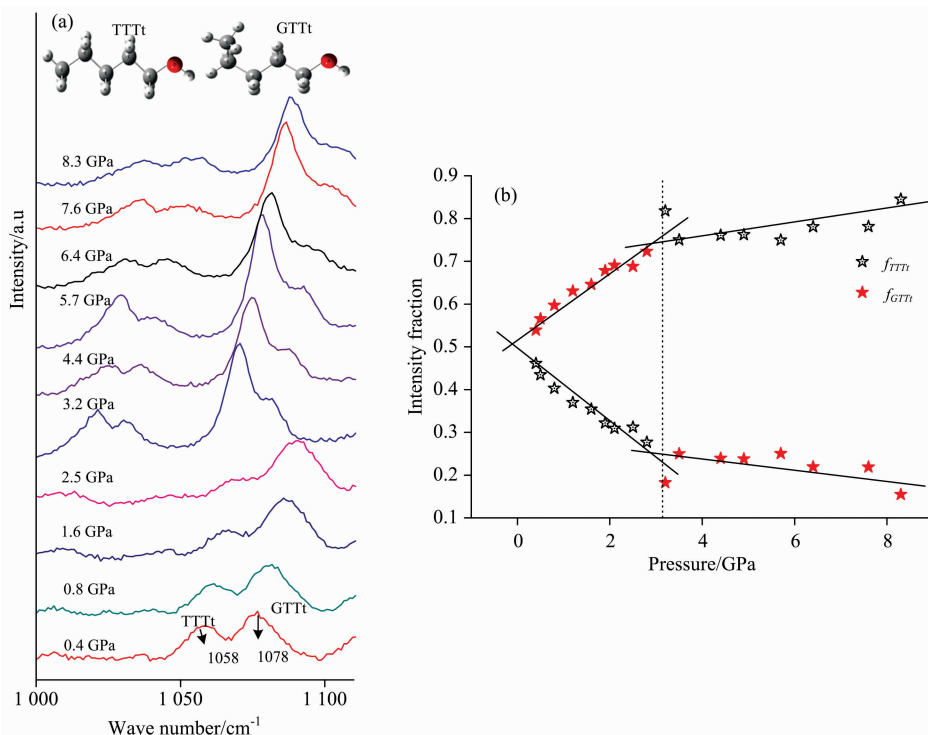 (a)
TTTt
GTTt
8.3 GPa
7.6 GPa
6.4 GPa
5.7 GPa
4.4 GPa
3.2 GPa
2.5 GPa
1.6 GPa
0.8 GPa
0.4 GPa
TTTt
GTTt
1058
1078
Intensity/a.u
1 000
1 050
1 100
Wave number/cm⁻¹
(b)
0.9
0.8
0.7
0.6
0.5
0.4
0.3
0.2
0.1
Intensity fraction
f_TTTt
f_GTTt
0
2
4
6
8
Pressure/GPa